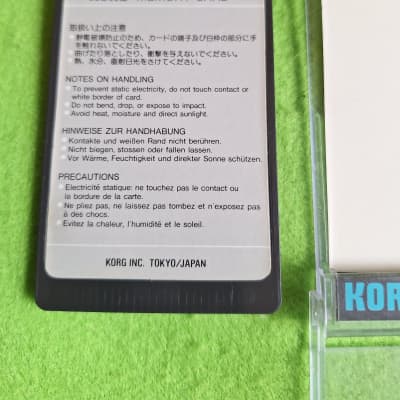 取扱い上の注意
• 静電破壊防止のため、カードの端子及び白枠の部分に手
を触れないでください。
• 曲げたり落としたり、衝撃を与えないでください。
• 熱、水分、直射日光をさけてください。
NOTES ON HANDLING
• To prevent static electricity, do not touch contact or
white border of card.
• Do not bend, drop, or expose to impact.
• Avoid heat, moisture and direct sunlight.
HINWEISE ZUR HANDHABUNG
• Kontakte und weißen Rand nicht berühren.
• Nicht biegen, stossen oder fallen lassen.
• Vor Wärme, Feuchtigkeit und direkter Sonne schützen.
PRECAUTIONS
• Electricité statique: ne touchez pas le contact ou
la bordure de la carte.
• Ne pliez pas, ne laissez pas tombez et n'exposez pas
à des chocs.
• Evitez la chaleur, l'humidité et le soleil.
KORG INC. TOKYO/JAPAN
KOR